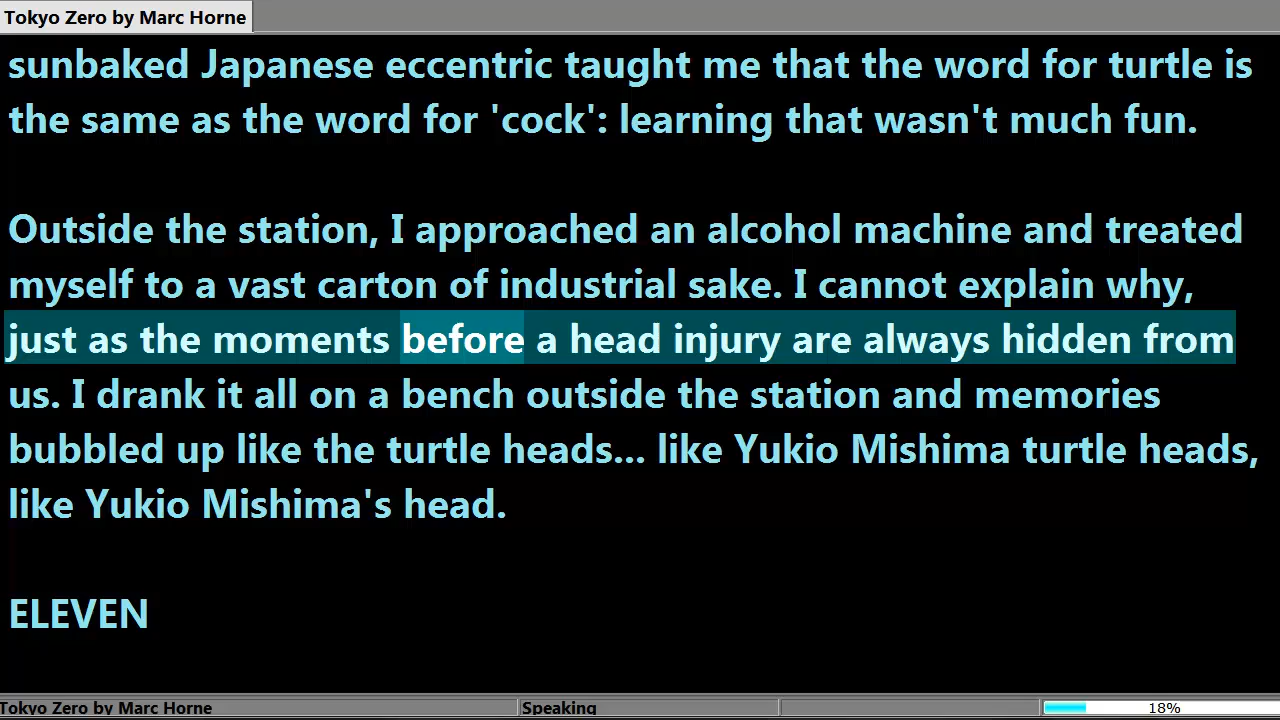 Tokyo Zero by Marc Horne
sunbaked Japanese eccentric taught me that the word for turtle is
the same as the word for 'cock': learning that wasn't much fun.
Outside the station, I approached an alcohol machine and treated
myself to a vast carton of industrial sake. I cannot explain why,
just as the moments before a head injury are always hidden from
us. I drank it all on a bench outside the station and memories
bubbled up like the turtle heads... like Yukio Mishima turtle heads,
like Yukio Mishima's head.
ELEVEN
Tokyo Zero by Marc Horne
Speaking
18%